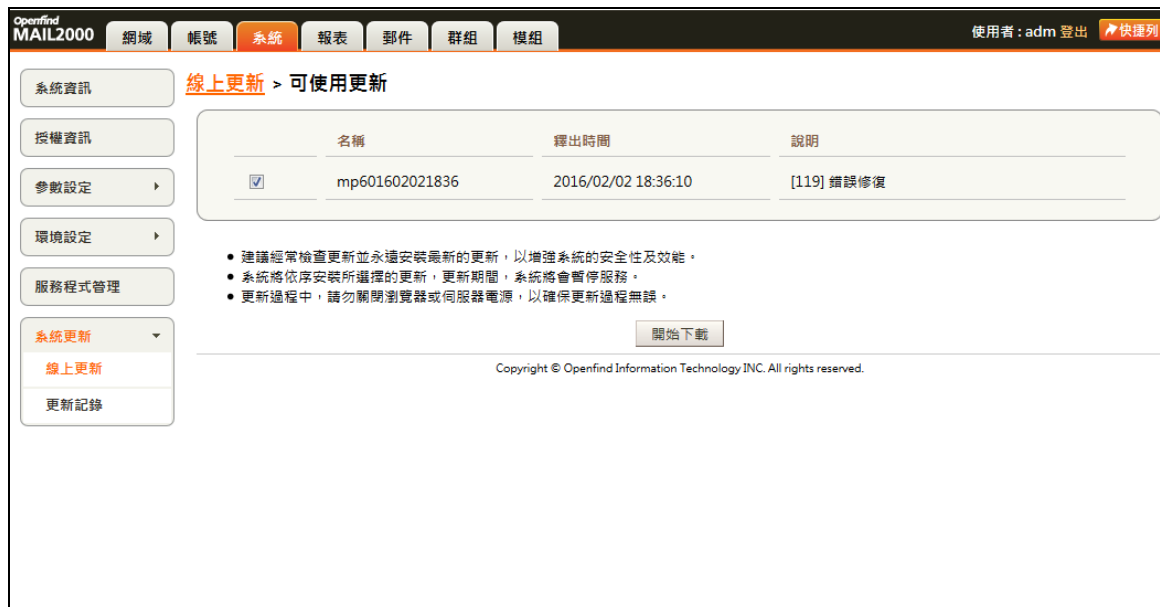 Openfind
MAIL2000 網域 帳號 系統 報表 郵件 群組 模組 使用者 : adm 登出 快捷列
系統資訊
線上更新 > 可使用更新
授權資訊
名稱 釋出時間 說明
參數設定
mp601602021836 2016/02/02 18:36:10 [119] 錯誤修復
環境設定
建議經常檢查更新並永遠安裝最新的更新，以增強系統的安全性及效能。
系統將依序安裝所選擇的更新，更新期間，系統將會暫停服務。
服務程式管理
更新過程中，請勿關閉瀏覽器或伺服器電源，以確保更新過程無誤。
系統更新
開始下載
線上更新
Copyright © Openfind Information Technology INC. All rights reserved.
更新記錄